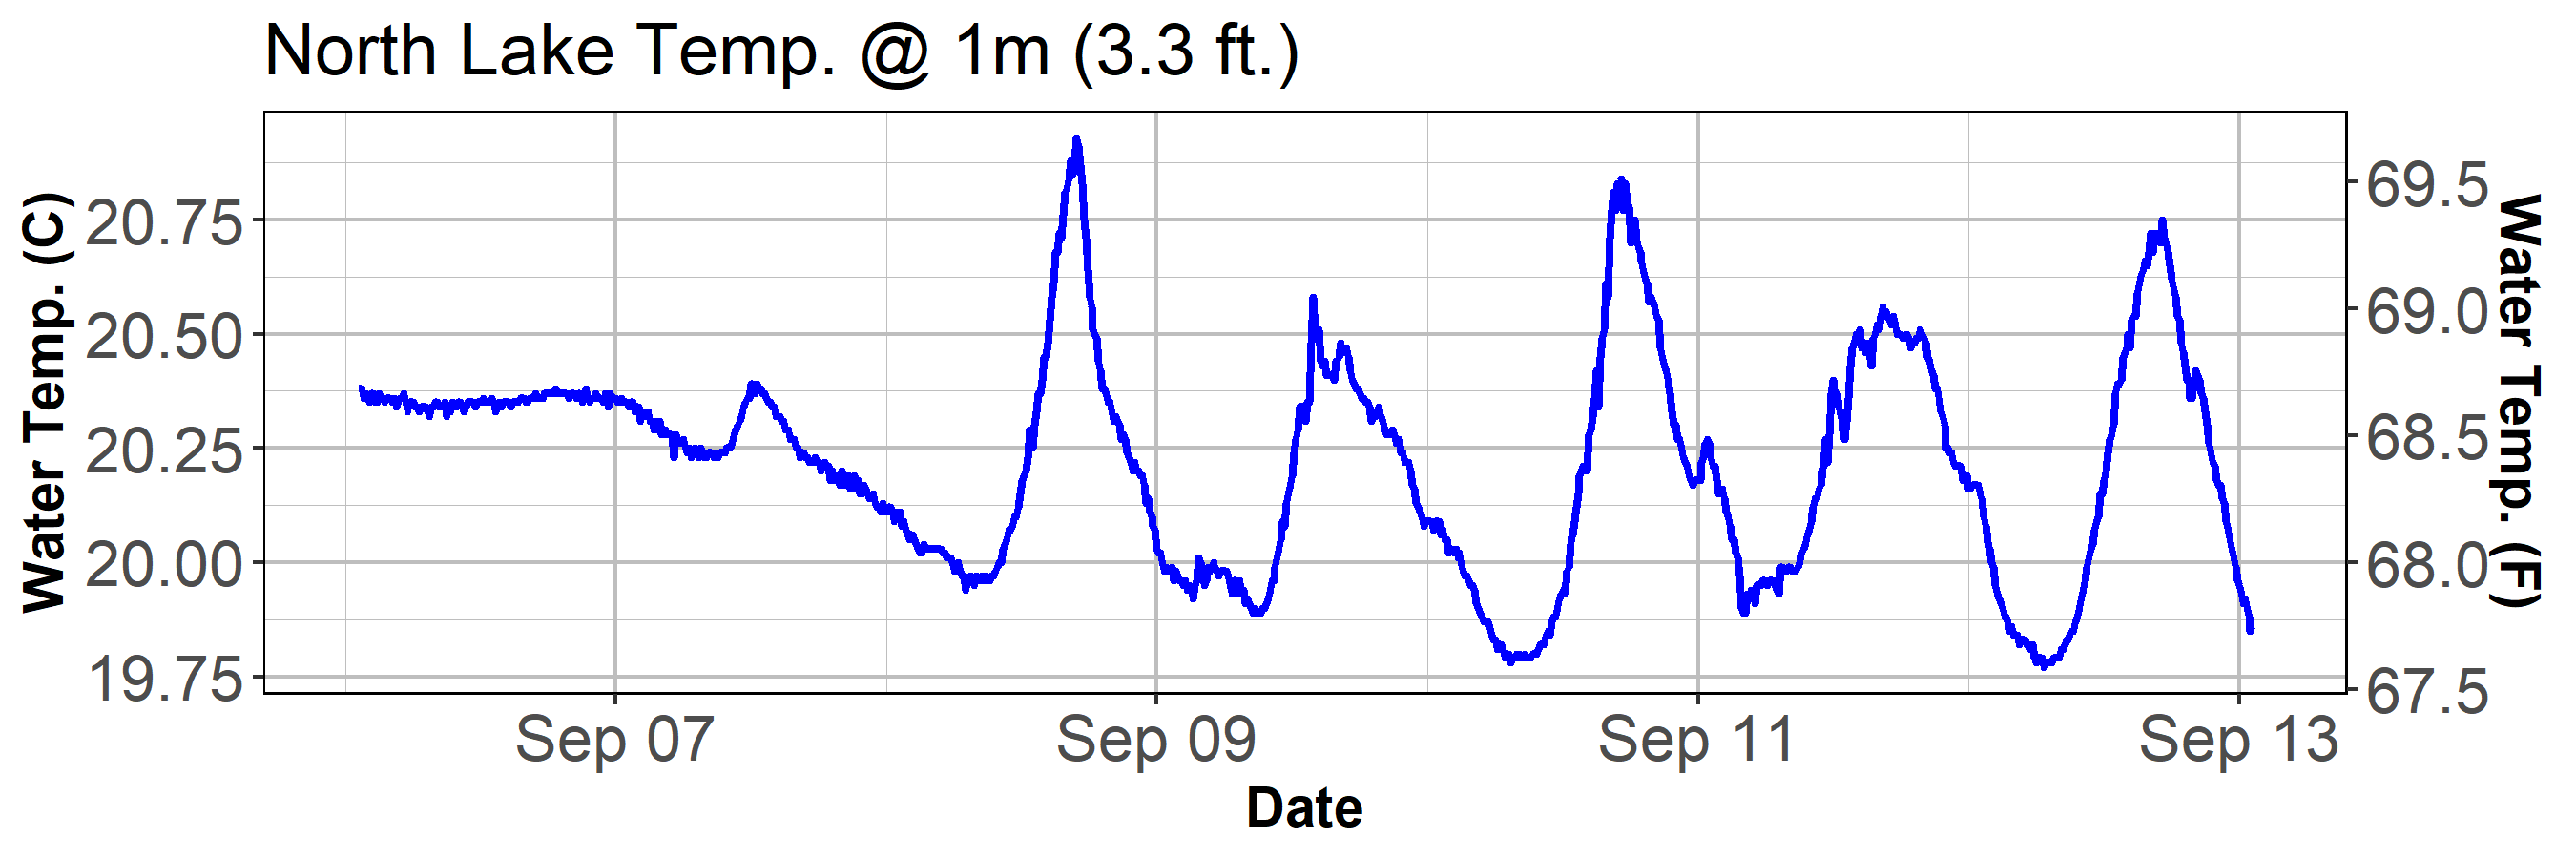 North Lake Temp. @ 1m (3.3 ft.)
Water Temp. (C)
20.75
20.50
20.25
20.00
19.75
69.5
69.0
68.5
68.0
67.5
Water Temp. (F)
Sep 07
Sep 09
Sep 11
Sep 13
Date